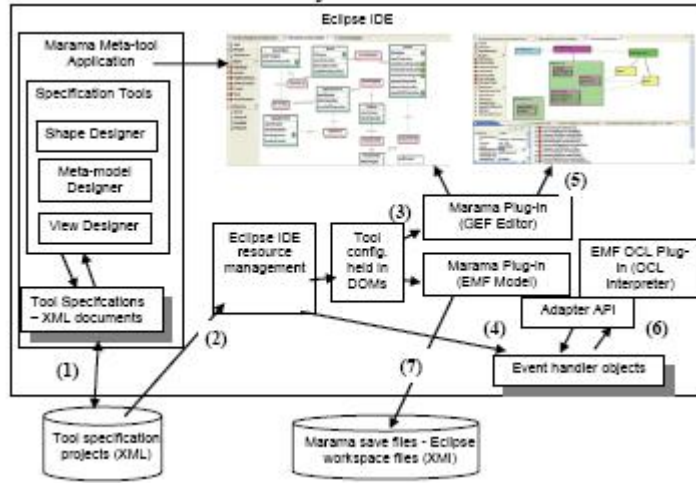 Eclipse IDE
Marama Meta-tool
Application
Specification Tools
Shape Designer
Meta-model
Designer
View Designer
Tool Specifcations
– XML documents
(1)
(2)
Eclipse IDE
resource
management
Tool
config.
held in
DOMs
(3)
Marama Plug-in
(GEF Editor)
(5)
Marama Plug-in
(EMF Model)
EMF OCL Plug-
in (OCL
Interpreter)
Adapter API
(4)
(6)
Event handler objects
(7)
Tool specification
projects (XML)
Marama save files - Eclipse
workspace files (XMI)